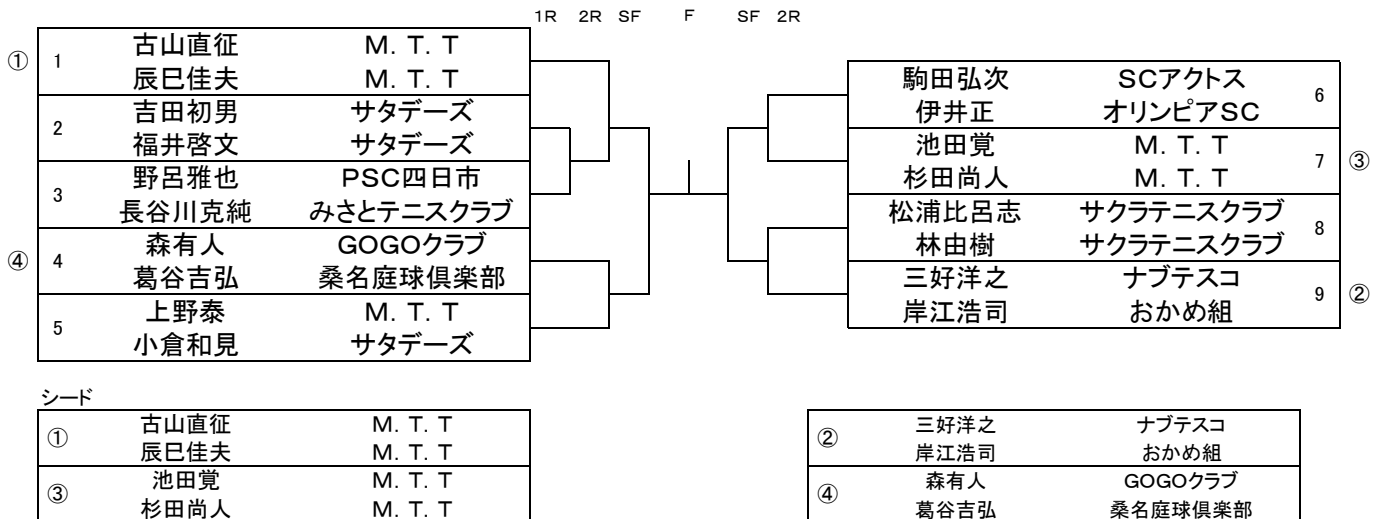 1R 2R SF F SF 2R
① 1 古山直征 M．T．T
辰巳佳夫 M．T．T
2 吉田初男 サタデーズ
福井啓文 サタデーズ
3 野呂雅也 PSC四日市
長谷川克純 みさとテニスクラブ
④ 4 森有人 GOGOクラブ
葛谷吉弘 桑名庭球倶楽部
5 上野泰 M．T．T
小倉和見 サタデーズ
駒田弘次 SCアクトス 6
伊井正 オリンピアSC
池田覚 M．T．T 7 ③
杉田尚人 M．T．T
松浦比呂志 サクラテニスクラブ 8
林由樹 サクラテニスクラブ
三好洋之 ナブテスコ 9 ②
岸江浩司 おかめ組
シード
① 古山直征 M．T．T
辰巳佳夫 M．T．T
③ 池田覚 M．T．T
杉田尚人 M．T．T
② 三好洋之 ナブテスコ
岸江浩司 おかめ組
④ 森有人 GOGOクラブ
葛谷吉弘 桑名庭球倶楽部